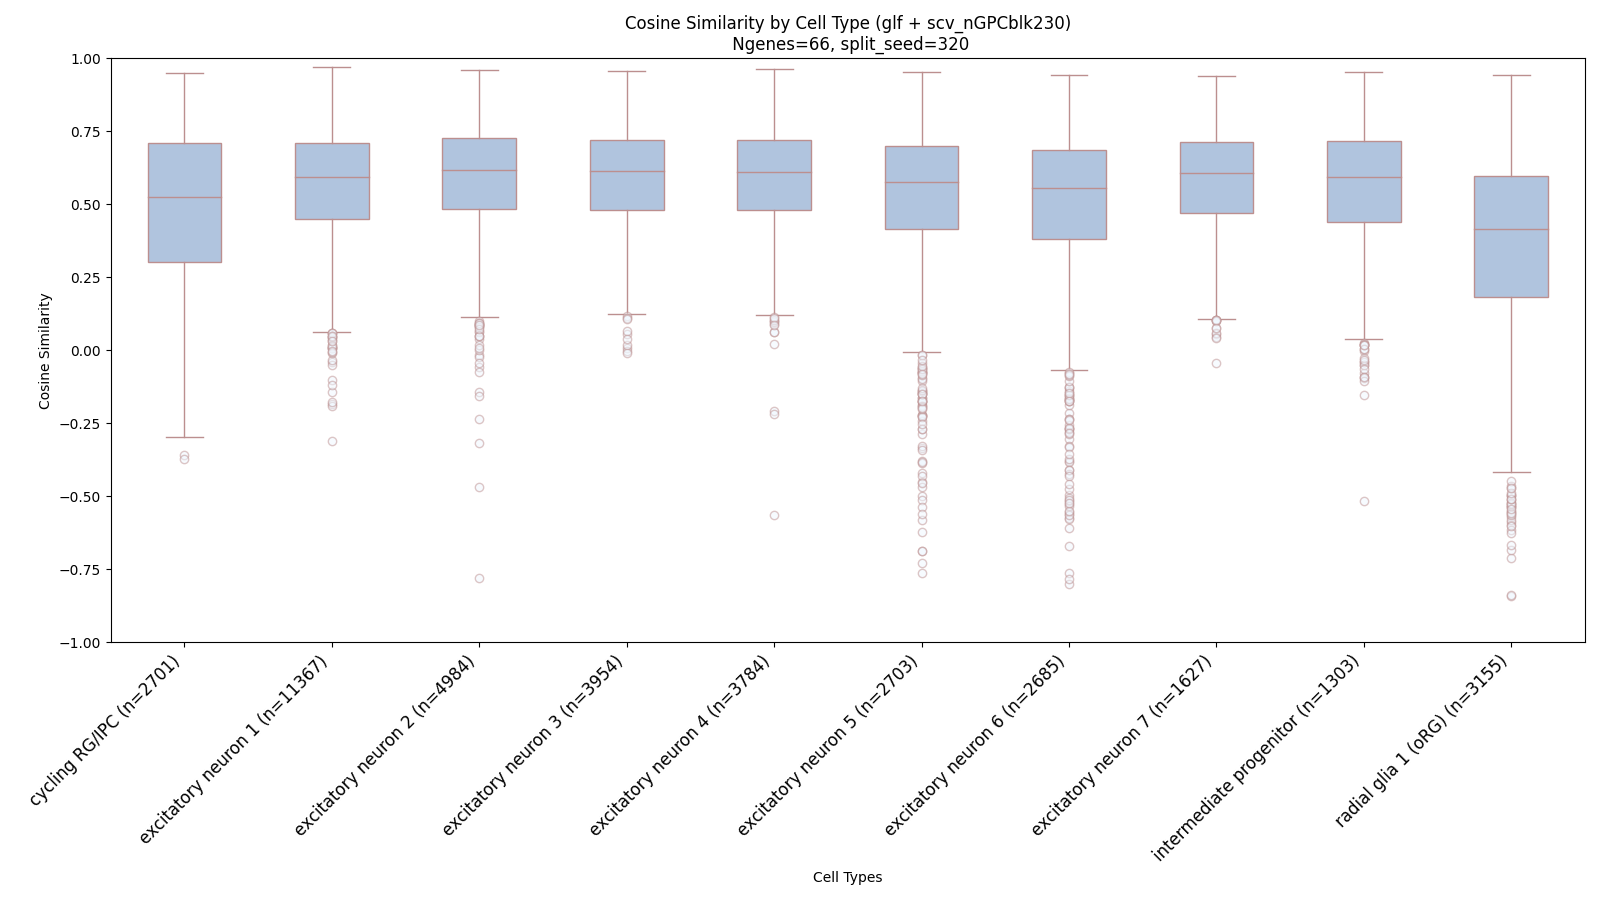 Cosine Similarity by Cell Type (glf + scv_nGPCblk230)
Ngenes=66, split_seed=320
Cosine Similarity
1.00
0.75
0.50
0.25
0.00
−0.25
−0.50
−0.75
−1.00
cycling RG/IPC (n=2701)
excitatory neuron 1 (n=11367)
excitatory neuron 2 (n=4984)
excitatory neuron 3 (n=3954)
excitatory neuron 4 (n=3784)
excitatory neuron 5 (n=2703)
excitatory neuron 6 (n=2685)
excitatory neuron 7 (n=1627)
intermediate progenitor (n=1303)
radial glia 1 (oRG) (n=3155)
Cell Types